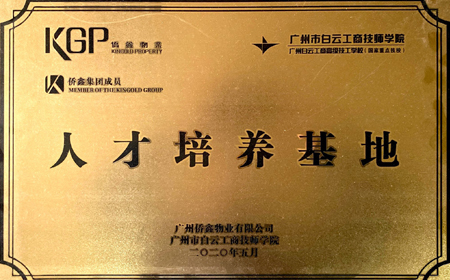 KGP 侨鑫物业
KINGOLD PROPERTY
广州市白云工商技师学院
广州白云工商高级技工学校(国家重点技校)
侨鑫集团成员
MEMBER OF THE KINGOLD GROUP
人才培养基地
广州侨鑫物业有限公司
广州市白云工商技师学院
二〇二〇年五月